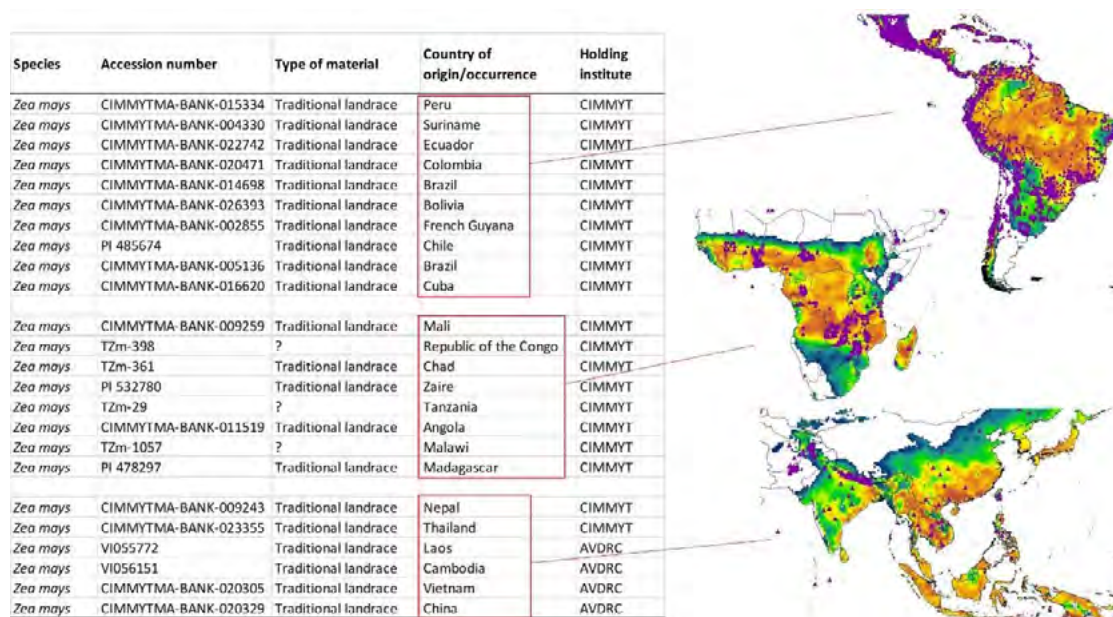 Species Accession number Type of material Country of origin/occurrence Holding institute
Zea mays CIMMYTMA-BANK-015334 Traditional landrace Peru CIMMYT
Zea mays CIMMYTMA-BANK-004330 Traditional landrace Suriname CIMMYT
Zea mays CIMMYTMA-BANK-022742 Traditional landrace Ecuador CIMMYT
Zea mays CIMMYTMA-BANK-020471 Traditional landrace Colombia CIMMYT
Zea mays CIMMYTMA-BANK-014698 Traditional landrace Brazil CIMMYT
Zea mays CIMMYTMA-BANK-026393 Traditional landrace Bolivia CIMMYT
Zea mays CIMMYTMA-BANK-002855 Traditional landrace French Guyana CIMMYT
Zea mays PI 485674 Traditional landrace Chile CIMMYT
Zea mays CIMMYTMA-BANK-005136 Traditional landrace Brazil CIMMYT
Zea mays CIMMYTMA-BANK-016620 Traditional landrace Cuba CIMMYT
Zea mays CIMMYTMA-BANK-009259 Traditional landrace Mali CIMMYT
Zea mays TZm-398 ? Republic of the Congo CIMMYT
Zea mays TZm-361 Traditional landrace Chad CIMMYT
Zea mays PI 532780 Traditional landrace Zaire CIMMYT
Zea mays TZm-29 ? Tanzania CIMMYT
Zea mays CIMMYTMA-BANK-011519 Traditional landrace Angola CIMMYT
Zea mays TZm-1057 ? Malawi CIMMYT
Zea mays PI 478297 Traditional landrace Madagascar CIMMYT
Zea mays CIMMYTMA-BANK-009243 Traditional landrace Nepal CIMMYT
Zea mays CIMMYTMA-BANK-023355 Traditional landrace Thailand CIMMYT
Zea mays VI055772 Traditional landrace Laos AVDRC
Zea mays VI056151 Traditional landrace Cambodia AVDRC
Zea mays CIMMYTMA-BANK-020305 Traditional landrace Vietnam AVDRC
Zea mays CIMMYTMA-BANK-020329 Traditional landrace China AVDRC